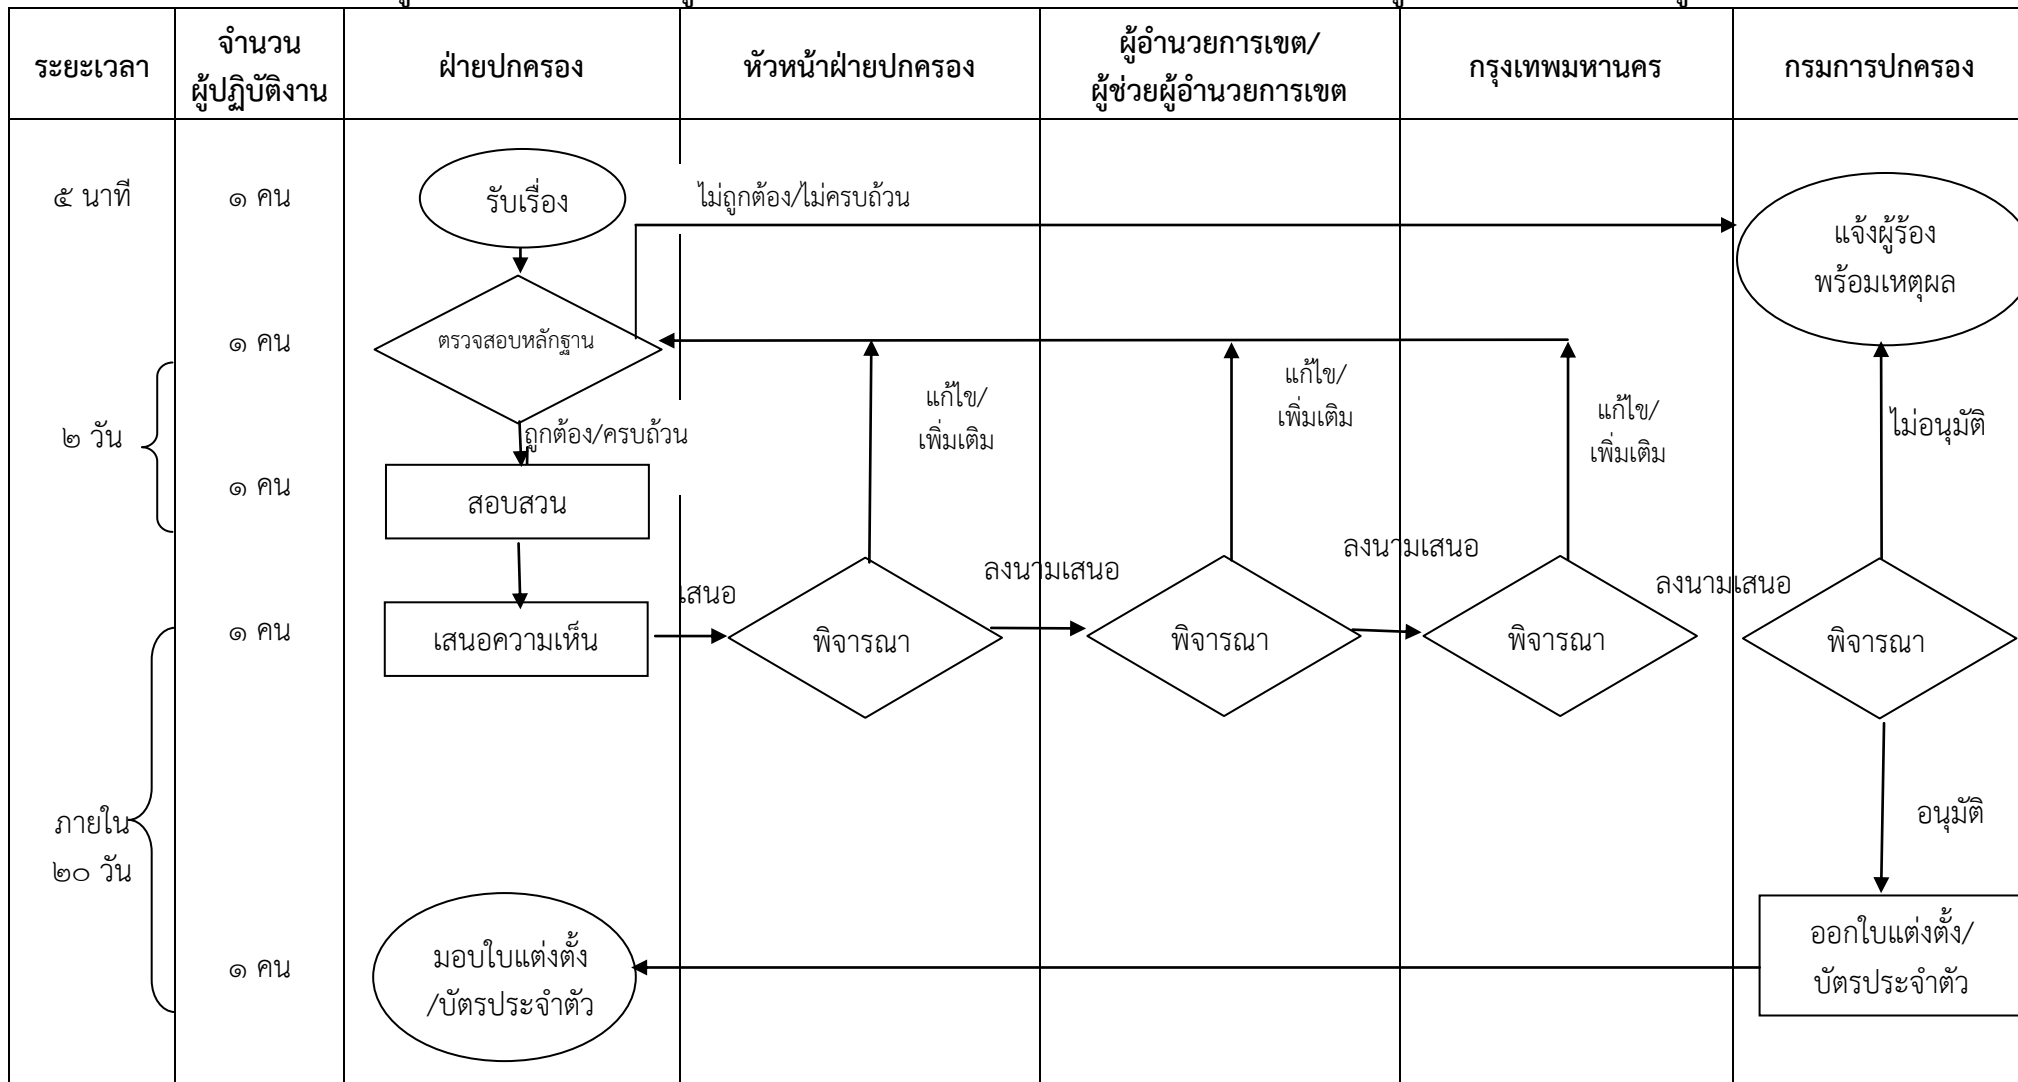 ระยะเวลา
จำนวน
ผู้ปฏิบัติงาน
ฝ่ายปกครอง
หัวหน้าฝ่ายปกครอง
ผู้อำนวยการเขต/
ผู้ช่วยผู้อำนวยการเขต
กรุงเทพมหานคร
กรมการปกครอง
๕ นาที
๑ คน
รับเรื่อง
ไม่ถูกต้อง/ไม่ครบถ้วน
แจ้งผู้ร้อง
พร้อมเหตุผล
๑ คน
ตรวจสอบหลักฐาน
แก้ไข/
เพิ่มเติม
แก้ไข/
เพิ่มเติม
แก้ไข/
เพิ่มเติม
ไม่อนุมัติ
๒ วัน
ถูกต้อง/ครบถ้วน
๑ คน
สอบสวน
เสนอ
ลงนามเสนอ
ลงนามเสนอ
ลงนามเสนอ
๑ คน
เสนอความเห็น
พิจารณา
พิจารณา
พิจารณา
พิจารณา
ภายใน
๒๐ วัน
อนุมัติ
๑ คน
มอบใบแต่งตั้ง
/บัตรประจำตัว
ออกใบแต่งตั้ง/
บัตรประจำตัว